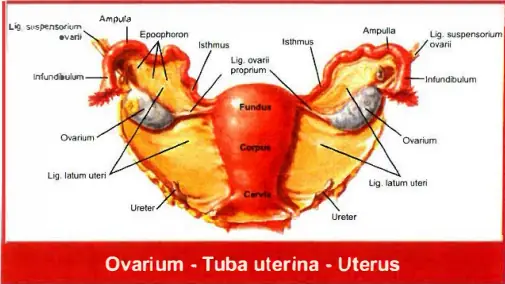 Ampula
Lig. suspensorium
ovarii
Epoophoron
Isthmus
Infundibulum
Lig. ovarii
proprium
Isthmus
Ampulla
Lig. suspensorium
ovarii
Infundibulum
Fundus
Ovarium
Corpus
Ovarium
Lig. latum uteri
Cervix
Lig. latum uteri
Ureter
Ureter
Ovarium - Tuba uterina - Uterus